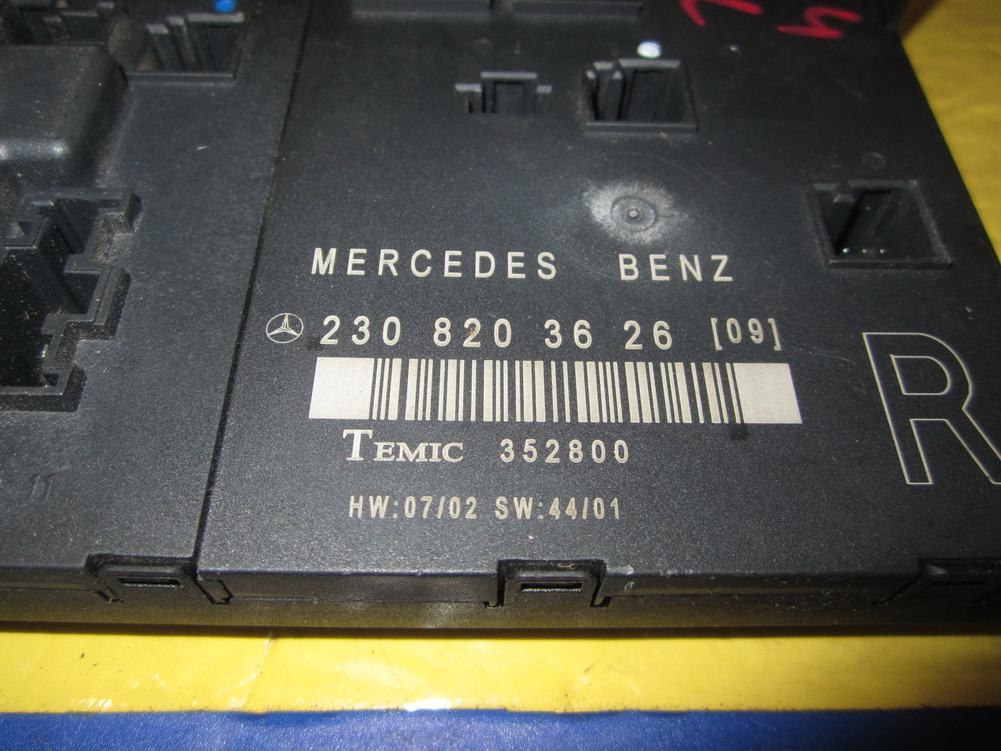 MERCEDES BENZ
230 820 36 26 [09]
TEMIC 352800
HW:07/02 SW:44/01
R